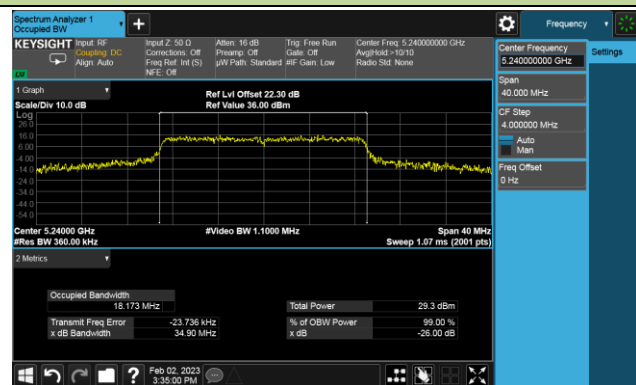 Spectrum Analyzer 1
Occupied BW
Frequency
KEYSIGHT
Input: RF
Coupling: DC
Align: Auto
Input Z: 50 Ω
Corrections: Off
Freq Ref: Int (S)
NFE: Off
Atten: 16 dB
Preamp: Off
µW Path: Standard
Trig: Free Run
Gate: Off
#IF Gain: Low
Center Freq: 5.240000000 GHz
Avg|Hold:>10/10
Radio Std: None
Center Frequency
5.240000000 GHz
Settings
Span
40.000 MHz
CF Step
4.000000 MHz
Auto
Man
Freq Offset
0 Hz
1 Graph
Scale/Div 10.0 dB
Ref Lvl Offset 22.30 dB
Ref Value 36.00 dBm
Log
26.0
16.0
6.00
-4.00
-14.0
-24.0
-34.0
-44.0
-54.0
Center 5.24000 GHz
#Res BW 360.00 kHz
#Video BW 1.1000 MHz
Span 40 MHz
Sweep 1.07 ms (2001 pts)
2 Metrics
Occupied Bandwidth
18.173 MHz
Total Power 29.3 dBm
Transmit Freq Error -23.736 kHz
% of OBW Power 99.00 %
x dB Bandwidth 34.90 MHz
x dB -26.00 dB
Feb 02, 2023
3:35:00 PM